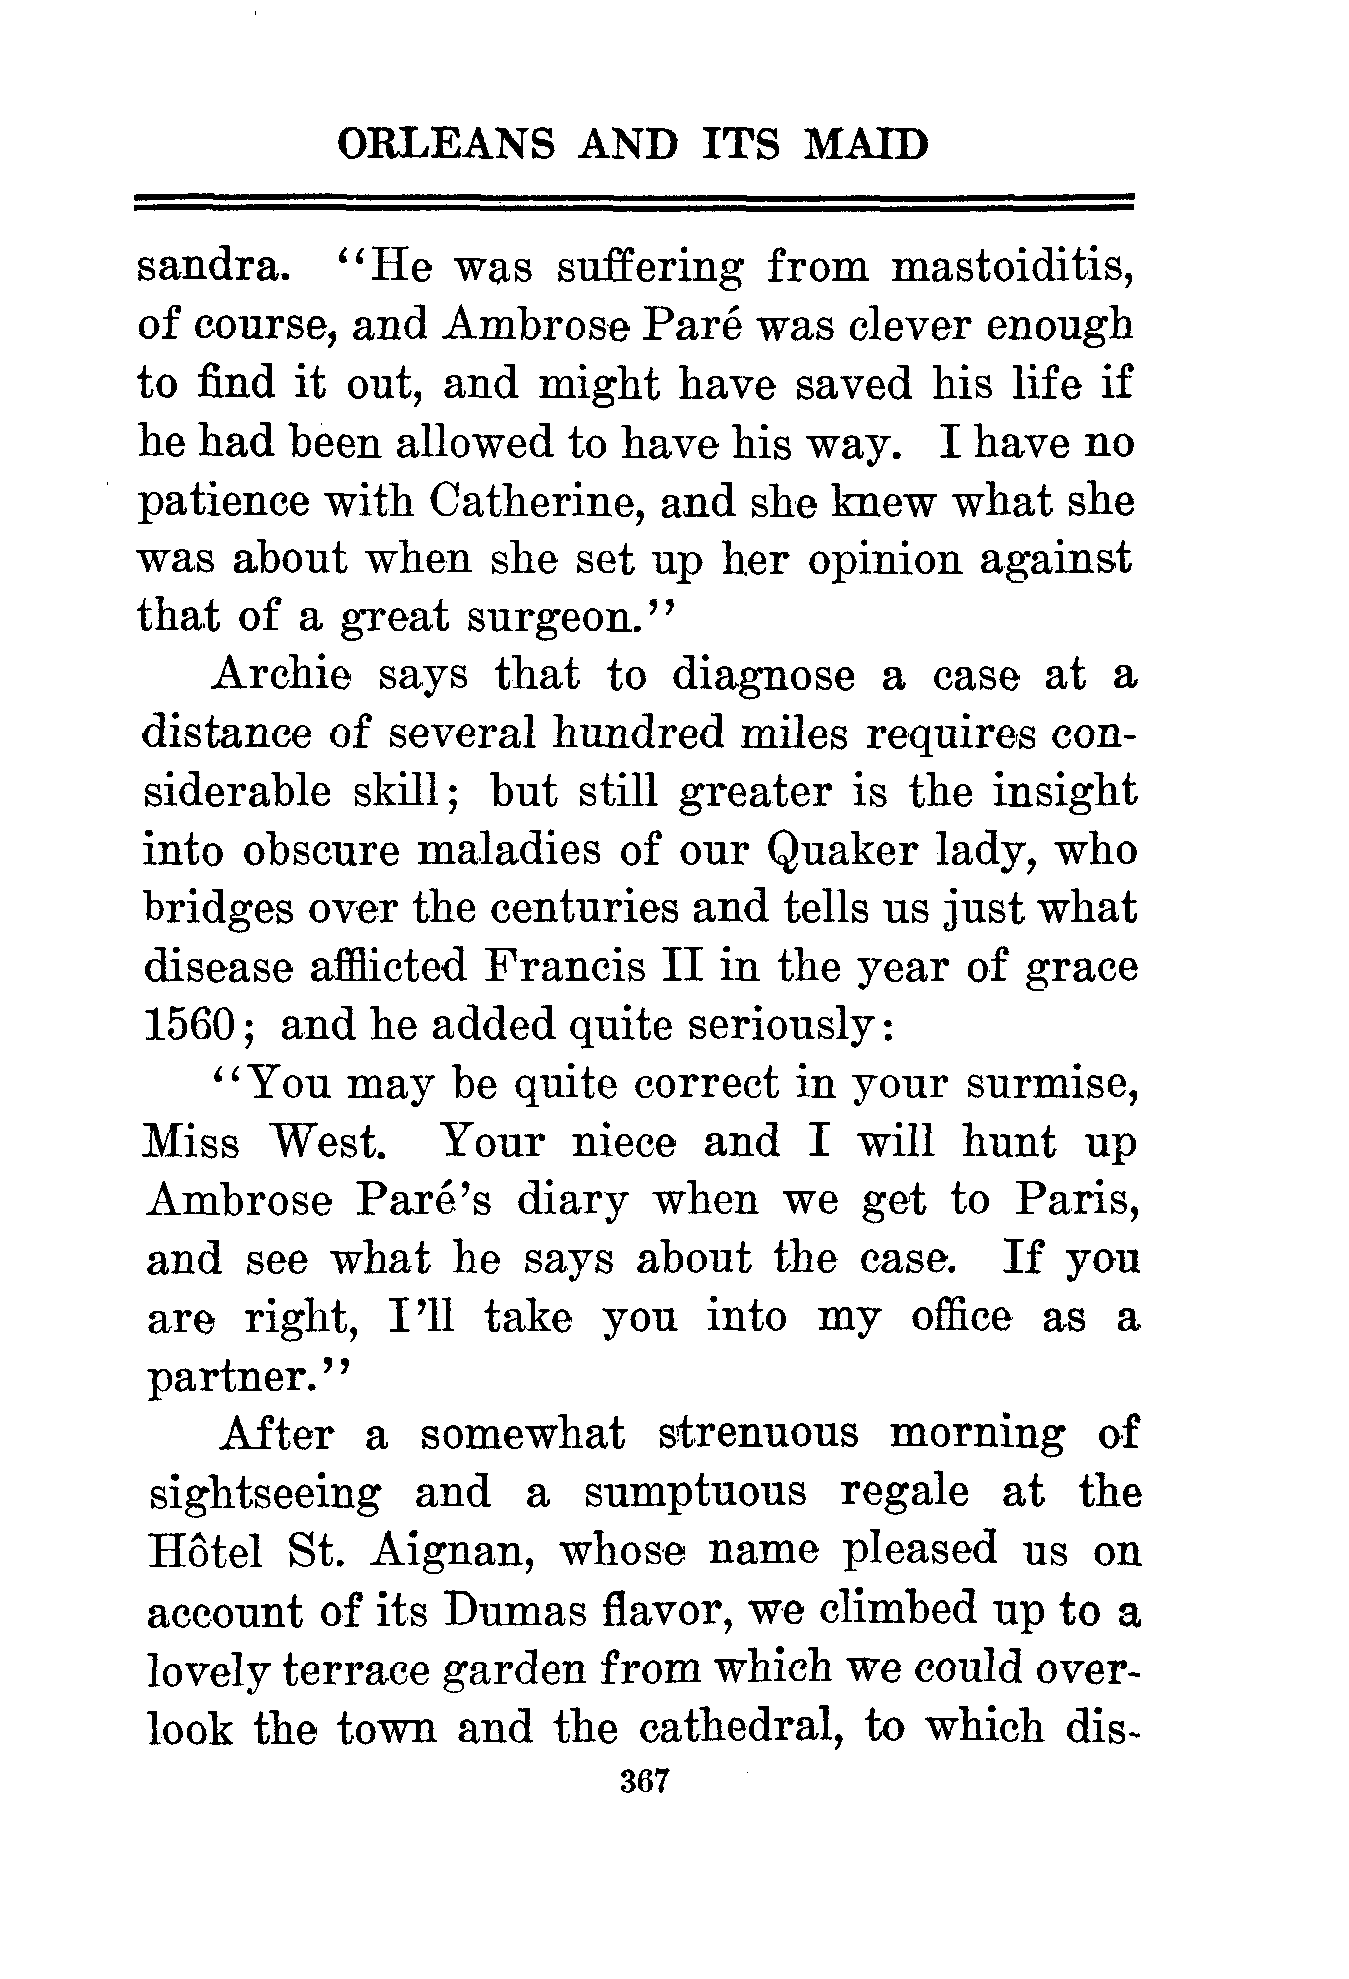 ORLEANS AND ITS MAID
sandra. "He was suffering from mastoiditis,
of course, and Ambrose Paré was clever enough
to find it out, and might have saved his life if
he had been allowed to have his way. I have no
patience with Catherine, and she knew what she
was about when she set up her opinion against
that of a great surgeon."
Archie says that to diagnose a case at a
distance of several hundred miles requires con-
siderable skill; but still greater is the insight
into obscure maladies of our Quaker lady, who
bridges over the centuries and tells us just what
disease afflicted Francis II in the year of grace
1560; and he added quite seriously:
"You may be quite correct in your surmise,
Miss West. Your niece and I will hunt up
Ambrose Paré's diary when we get to Paris,
and see what he says about the case. If you
are right, I'll take you into my office as a
partner."
After a somewhat strenuous morning of
sightseeing and a sumptuous regale at the
Hôtel St. Aignan, whose name pleased us on
account of its Dumas flavor, we climbed up to a
lovely terrace garden from which we could over-
look the town and the cathedral, to which dis-
367